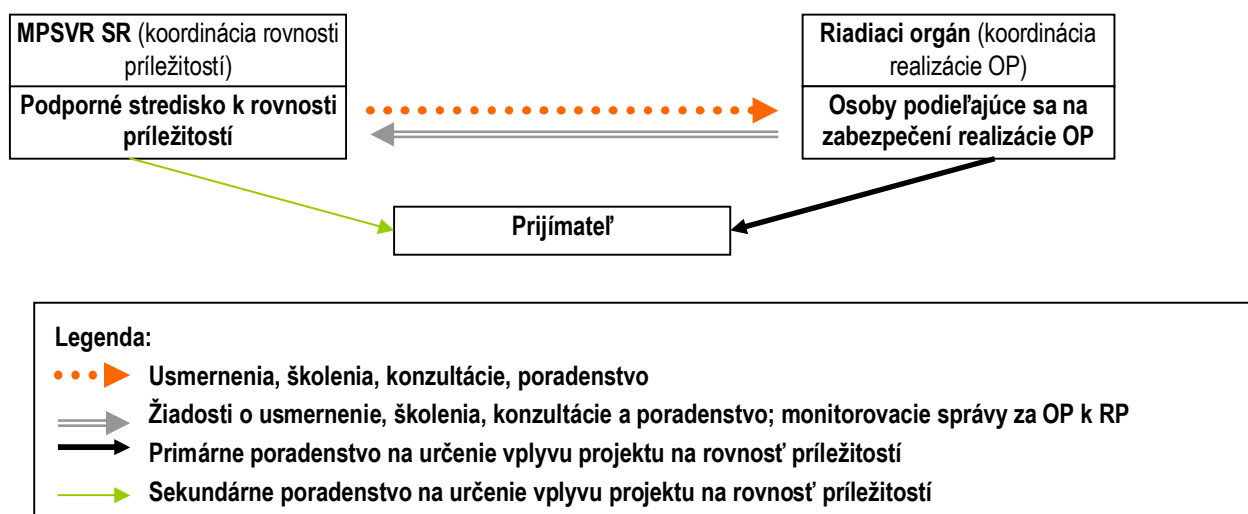 MPSVR SR (koordinácia rovnosti
príležitostí)
Podporné stredisko k rovnosti
príležitostí
Riadiaci orgán (koordinácia
realizácie OP)
Osoby podieľajúce sa na
zabezpečení realizácie OP
Prijímateľ
Legenda:
Usmernenia, školenia, konzultácie, poradenstvo
Žiadosti o usmernenie, školenia, konzultácie a poradenstvo; monitorovacie správy za OP k RP
Primárne poradenstvo na určenie vplyvu projektu na rovnosť príležitostí
Sekundárne poradenstvo na určenie vplyvu projektu na rovnosť príležitostí